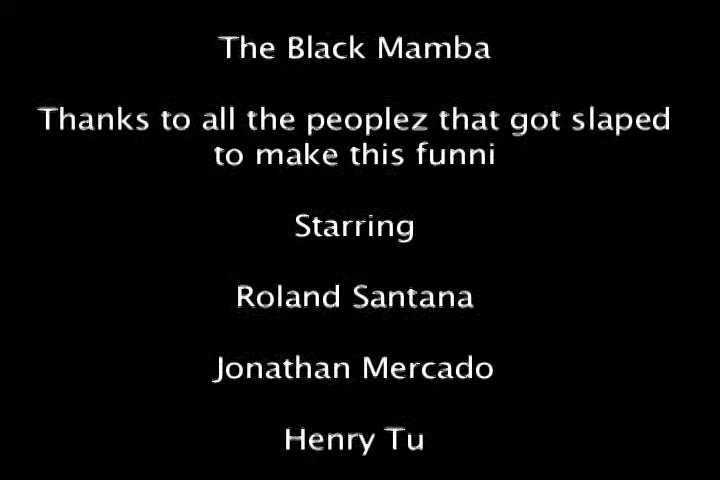 The Black Mamba
Thanks to all the peoplez that got slaped
to make this funni
Starring
Roland Santana
Jonathan Mercado
Henry Tu